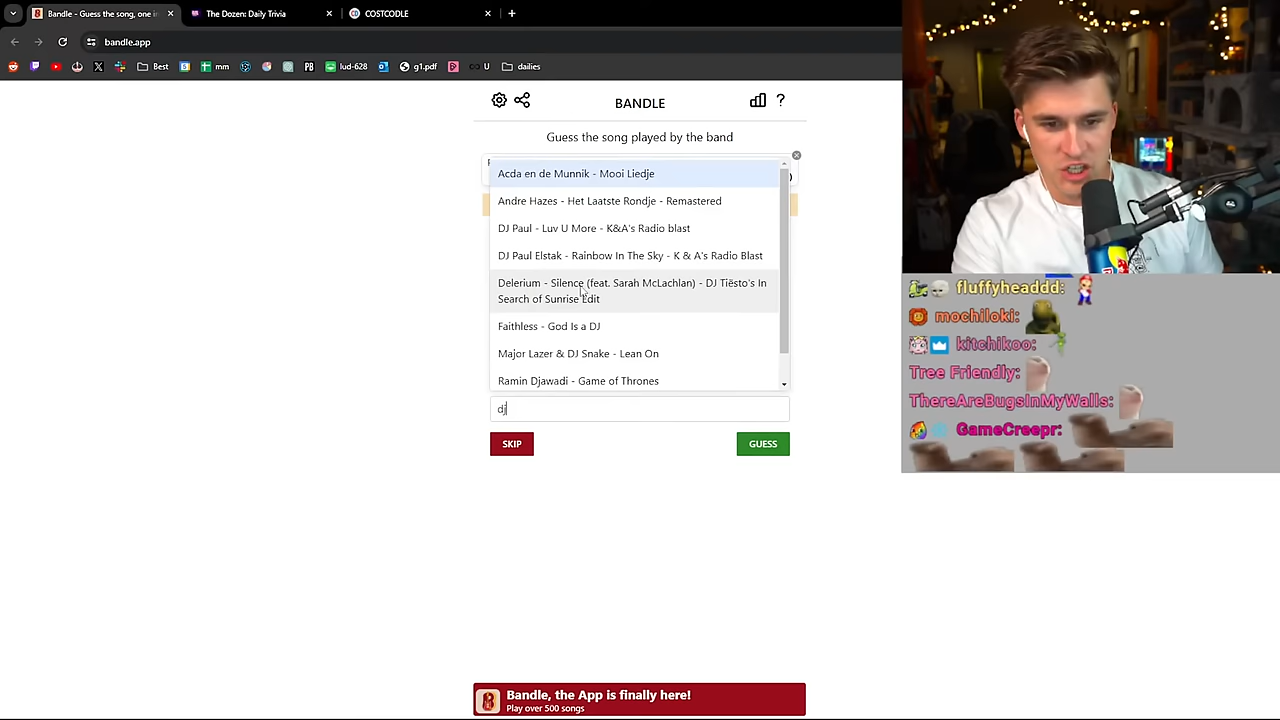 Bandle - Guess the song, one in
The Dozen: Daily Trivia
COSTCODLE
bandle.app
Best
mm
lud-628
g1.pdf
U
dailies
BANDLE
Guess the song played by the band
Acda en de Munnik - Mooi Liedje
Andre Hazes - Het Laatste Rondje - Remastered
DJ Paul - Luv U More - K&A's Radio blast
DJ Paul Elstak - Rainbow In The Sky - K & A's Radio Blast
Delerium - Silence (feat. Sarah McLachlan) - DJ Tiësto's In
Search of Sunrise Edit
Faithless - God Is a DJ
Major Lazer & DJ Snake - Lean On
Ramin Djawadi - Game of Thrones
dj
SKIP
GUESS
Bandle, the App is finally here!
Play over 500 songs
fluffyheaddd:
mochiloki:
kitchikoo:
Tree Friendly:
ThereAreBugsInMyWalls:
GameCreepr: